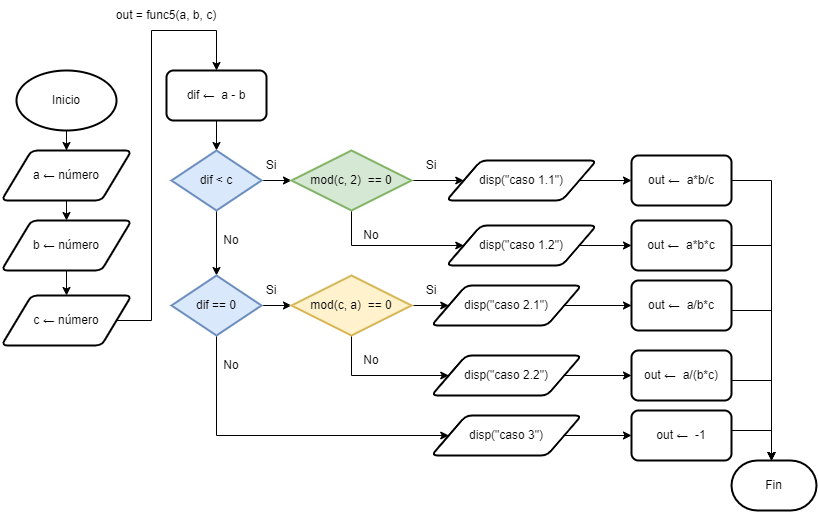 out = func5(a, b, c)
Inicio
a ← número
b ← número
c ← número
dif ← a - b
dif < c
Si
mod(c, 2) == 0
Si
disp("caso 1.1")
out ← a*b/c
No
disp("caso 1.2")
out ← a*b*c
No
dif == 0
Si
mod(c, a) == 0
Si
disp("caso 2.1")
out ← a/b*c
No
disp("caso 2.2")
out ← a/(b*c)
No
disp("caso 3")
out ← -1
Fin